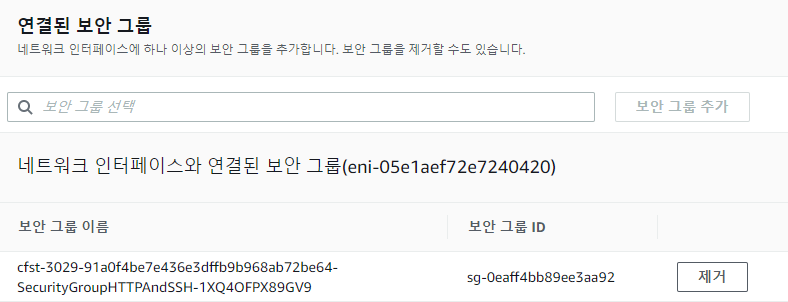 연결된 보안 그룹
네트워크 인터페이스에 하나 이상의 보안 그룹을 추가합니다. 보안 그룹을 제거할 수도 있습니다.
보안 그룹 선택
보안 그룹 추가
네트워크 인터페이스와 연결된 보안 그룹(eni-05e1aef72e7240420)
보안 그룹 이름
보안 그룹 ID
cfst-3029-91a0f4be7e436e3dffb9b968ab72be64-
SecurityGroupHTTPAndSSH-1XQ4OFPX89GV9
sg-0eaff4bb89ee3aa92
제거